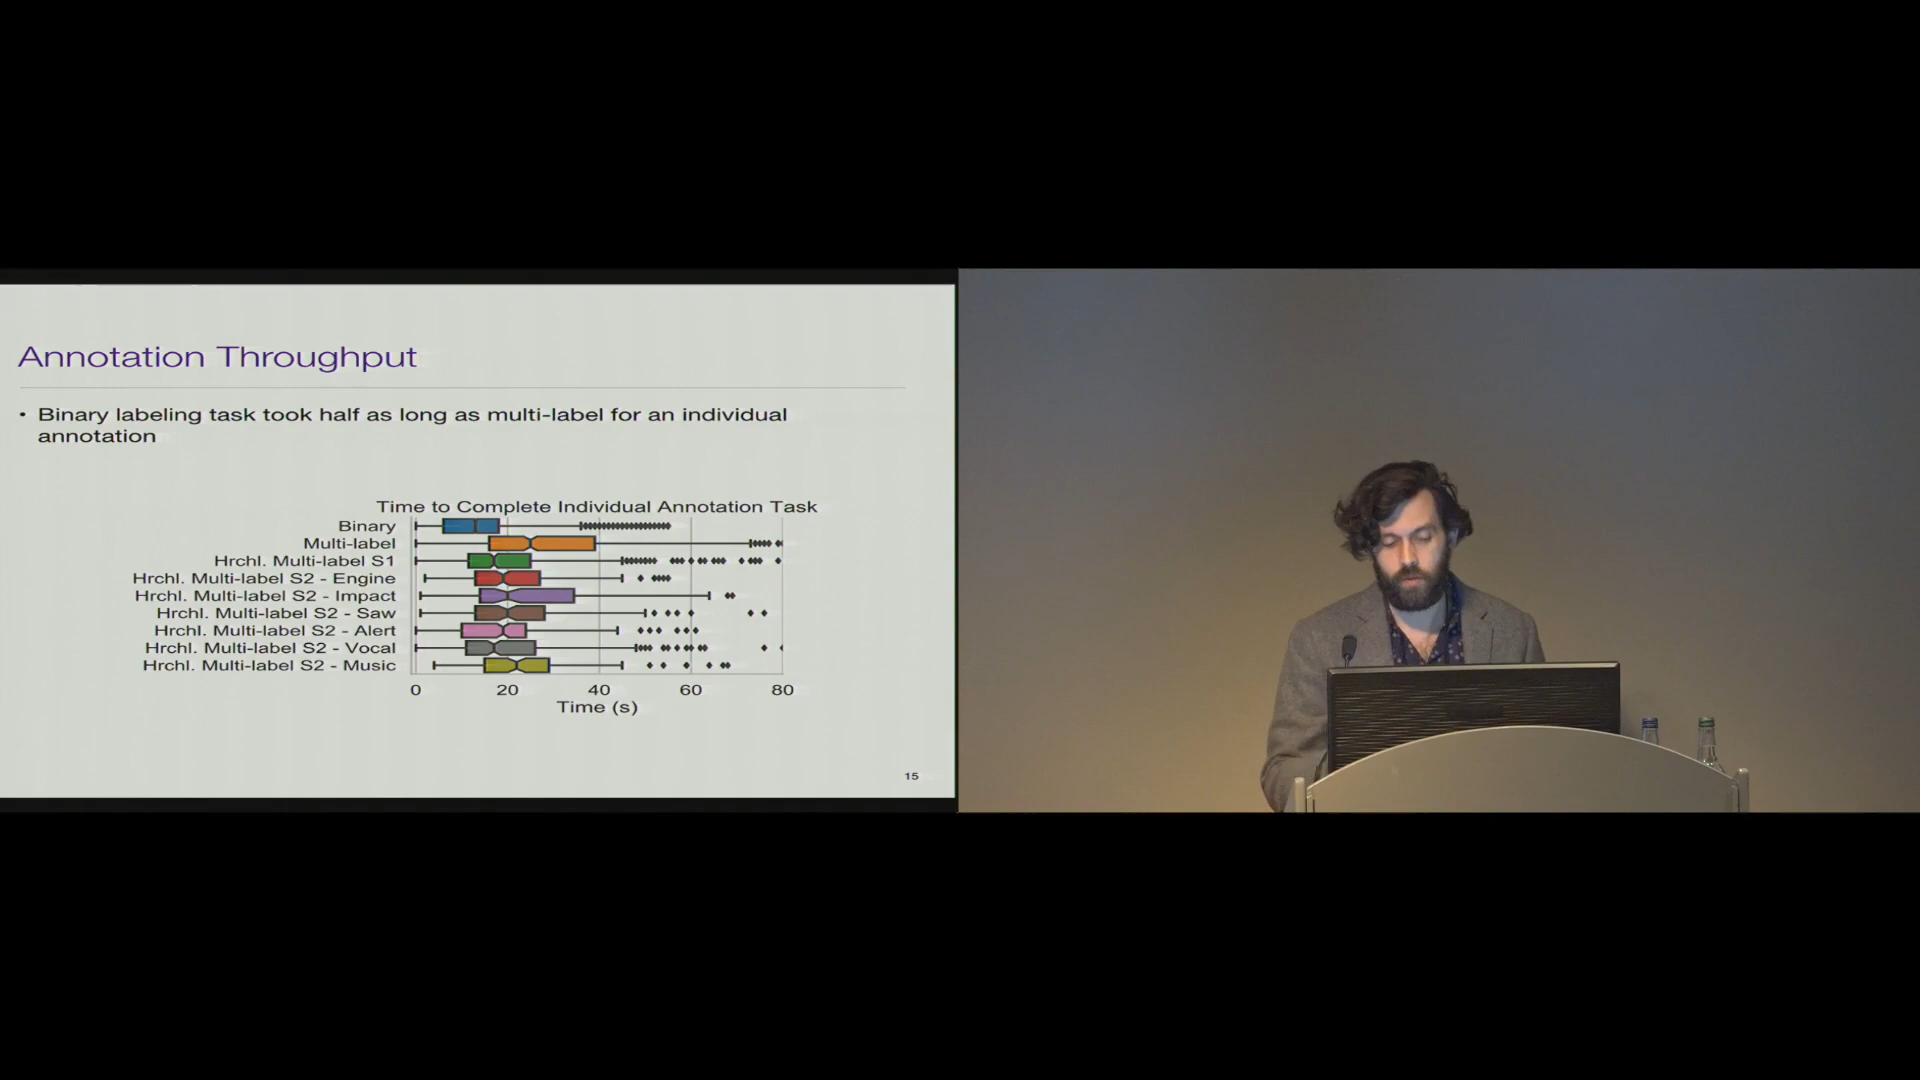 Annotation Throughput
• Binary labeling task took half as long as multi-label for an individual
annotation
Time to Complete Individual Annotation Task
Binary
Multi-label
Hrchl. Multi-label S1
Hrchl. Multi-label S2 - Engine
Hrchl. Multi-label S2 - Impact
Hrchl. Multi-label S2 - Saw
Hrchl. Multi-label S2 - Alert
Hrchl. Multi-label S2 - Vocal
Hrchl. Multi-label S2 - Music
0 20 40 60 80
Time (s)
15